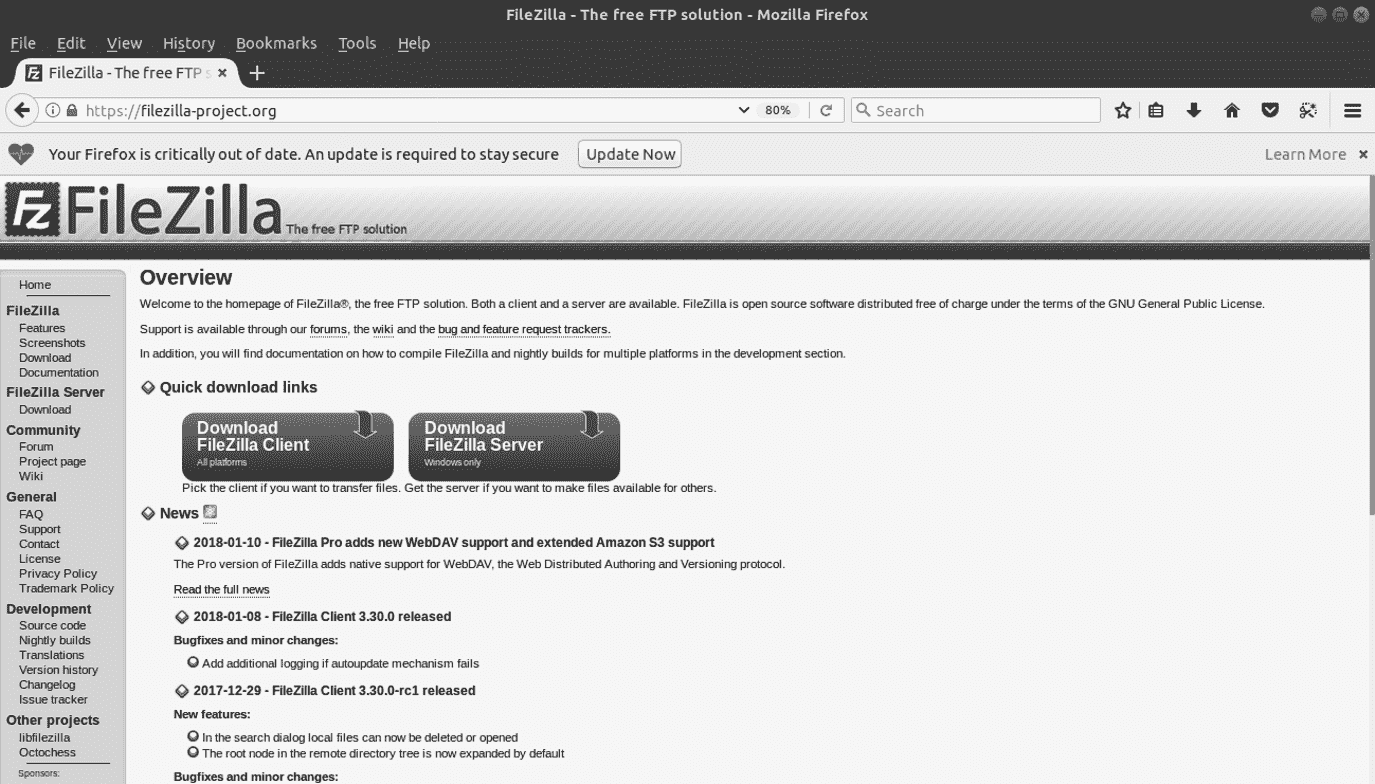 FileZilla - The free FTP solution - Mozilla Firefox
File Edit View History Bookmarks Tools Help
Fz FileZilla - The free FTP s × +
https://filezilla-project.org 80% Search
Your Firefox is critically out of date. An update is required to stay secure Update Now Learn More ×
Fz FileZilla The free FTP solution
Home
FileZilla
Features
Screenshots
Download
Documentation
FileZilla Server
Download
Community
Forum
Project page
Wiki
General
FAQ
Support
Contact
License
Privacy Policy
Trademark Policy
Development
Source code
Nightly builds
Translations
Version history
Changelog
Issue tracker
Other projects
libfilezilla
Octochess
Sponsors:
Overview
Welcome to the homepage of FileZilla®, the free FTP solution. Both a client and a server are available. FileZilla is open source software distributed free of charge under the terms of the GNU General Public License.
Support is available through our forums, the wiki and the bug and feature request trackers.
In addition, you will find documentation on how to compile FileZilla and nightly builds for multiple platforms in the development section.
Quick download links
Download
FileZilla Client
All platforms
Download
FileZilla Server
Windows only
Pick the client if you want to transfer files. Get the server if you want to make files available for others.
News
2018-01-10 - FileZilla Pro adds new WebDAV support and extended Amazon S3 support
The Pro version of FileZilla adds native support for WebDAV, the Web Distributed Authoring and Versioning protocol.
Read the full news
2018-01-08 - FileZilla Client 3.30.0 released
Bugfixes and minor changes:
Add additional logging if autoupdate mechanism fails
2017-12-29 - FileZilla Client 3.30.0-rc1 released
New features:
In the search dialog local files can now be deleted or opened
The root node in the remote directory tree is now expanded by default
Bugfixes and minor changes: